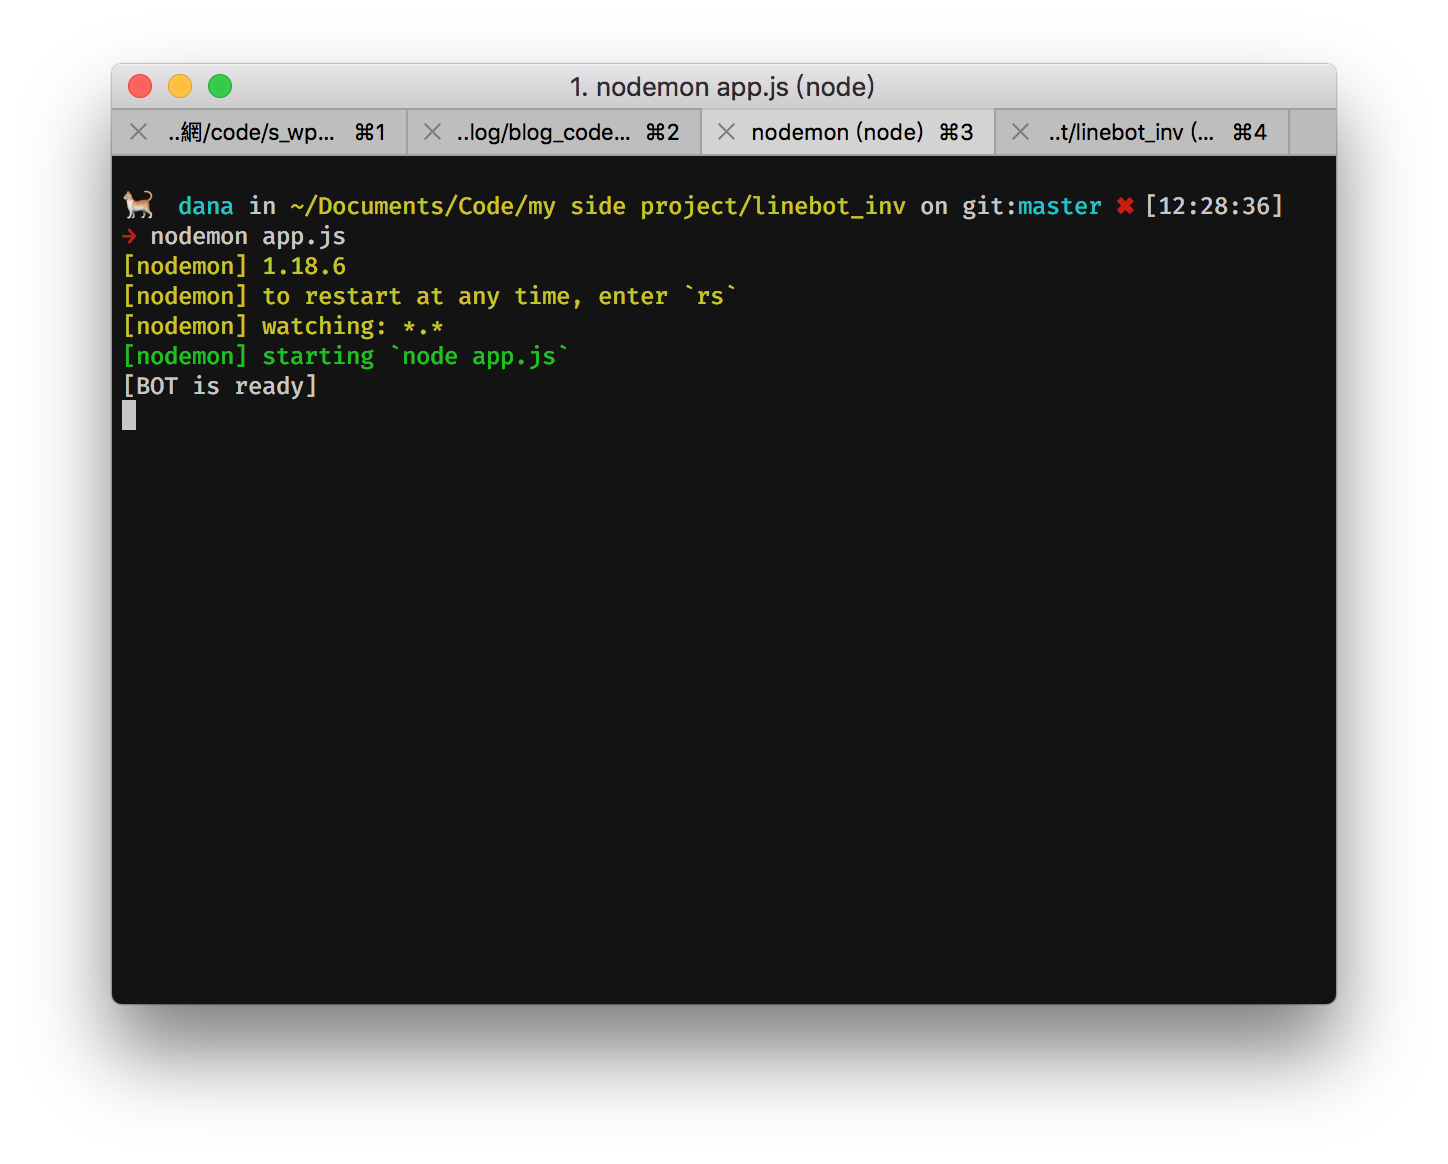 1. nodemon app.js (node)
..網/code/s_wp... ⌘1 ..log/blog_code... ⌘2 nodemon (node) ⌘3 ..t/linebot_inv (... ⌘4
dana in ~/Documents/Code/my side project/linebot_inv on git:master ✖ [12:28:36]
→ nodemon app.js
[nodemon] 1.18.6
[nodemon] to restart at any time, enter `rs`
[nodemon] watching: *.*
[nodemon] starting `node app.js`
[BOT is ready]